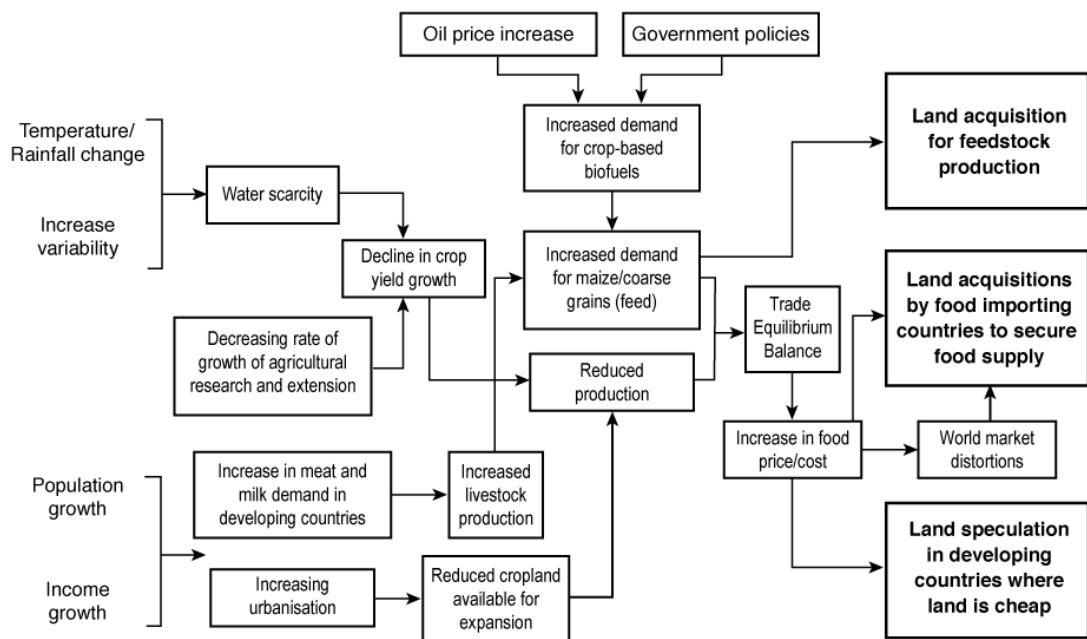 Oil price increase
Government policies
Temperature/
Rainfall change
Increase
variability
Water scarcity
Increased demand
for crop-based
biofuels
Land acquisition
for feedstock
production
Decline in crop
yield growth
Increased demand
for maize/coarse
grains (feed)
Decreasing rate of
growth of agricultural
research and extension
Reduced
production
Trade
Equilibrium
Balance
Land acquisitions
by food importing
countries to secure
food supply
Increase in food
price/cost
World market
distortions
Population
growth
Income
growth
Increase in meat and
milk demand in
developing countries
Increased
livestock
production
Increasing
urbanisation
Reduced cropland
available for
expansion
Land speculation
in developing
countries where
land is cheap